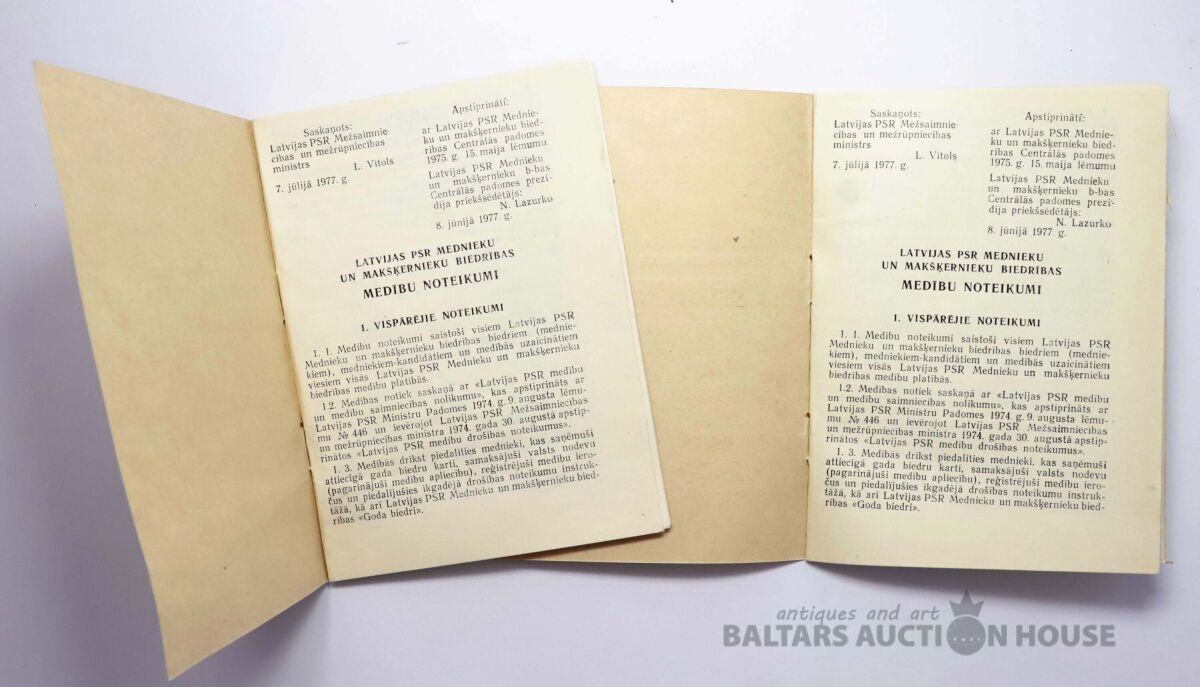 Saskaņots:
Latvijas PSR Mežsaimnie-
cības un mežrūpniecības
ministrs
L. Vītols
7. jūlijā 1977. g.
Apstiprināti:
ar Latvijas PSR Mednie-
ku un makšķernieku bied-
rības Centrālās padomes
1975. g. 15. maija lēmumu
Latvijas PSR Mednieku
un makšķernieku b-bas
Centrālās padomes prezi-
dija priekšsēdētājs:
N. Lazurko
8. jūnijā 1977. g.
LATVIJAS PSR MEDNIEKU
UN MAKŠĶERNIEKU BIEDRĪBAS
MEDĪBU NOTEIKUMI
1. VISPĀRĒJIE NOTEIKUMI
1. 1. Medību noteikumi saistoši visiem Latvijas PSR
Mednieku un makšķernieku biedrības biedriem (mednie-
kiem), medniekiem-kandidātiem un medībās uzaicinātiem
viesiem visās Latvijas PSR Mednieku un makšķernieku
biedrības medību platībās.
1.2. Medības notiek saskaņā ar «Latvijas PSR medību
un medību saimniecības nolikumu», kas apstiprināts ar
Latvijas PSR Ministru Padomes 1974. g. 9. augusta lēmu-
mu № 446 un ievērojot Latvijas PSR Mežsaimniecības
un mežrūpniecības ministra 1974. gada 30. augustā apstip-
rinātos «Latvijas PSR medību drošības noteikumus».
1. 3. Medībās drīkst piedalīties mednieki, kas saņēmuši
attiecīgā gada biedru karti, samaksājuši valsts nodevu
(pagarinājuši medību apliecību), reģistrējuši medību iero-
čus un piedalījušies ikgadējā drošības noteikumu instruk-
tāžā, kā arī Latvijas PSR Mednieku un makšķernieku bied-
rības «Goda biedri».
Saskaņots:
Latvijas PSR Mežsaimnie-
cības un mežrūpniecības
ministrs
L. Vītols
7. jūlijā 1977. g.
Apstiprināti:
ar Latvijas PSR Mednie-
ku un makšķernieku bied-
rības Centrālās padomes
1975. g. 15. maija lēmumu
Latvijas PSR Mednieku
un makšķernieku b-bas
Centrālās padomes prezi-
dija priekšsēdētājs:
N. Lazurko
8. jūnijā 1977. g.
LATVIJAS PSR MEDNIEKU
UN MAKŠĶERNIEKU BIEDRĪBAS
MEDĪBU NOTEIKUMI
1. VISPĀRĒJIE NOTEIKUMI
1. 1. Medību noteikumi saistoši visiem Latvijas PSR
Mednieku un makšķernieku biedrības biedriem (mednie-
kiem), medniekiem-kandidātiem un medībās uzaicinātiem
viesiem visās Latvijas PSR Mednieku un makšķernieku
biedrības medību platībās.
1.2. Medības notiek saskaņā ar «Latvijas PSR medību
un medību saimniecības nolikumu», kas apstiprināts ar
Latvijas PSR Ministru Padomes 1974. g. 9. augusta lēmu-
mu № 446 un ievērojot Latvijas PSR Mežsaimniecības
un mežrūpniecības ministra 1974. gada 30. augustā apstip-
rinātos «Latvijas PSR medību drošības noteikumus».
1. 3. Medībās drīkst piedalīties mednieki, kas saņēmuši
attiecīgā gada biedru karti, samaksājuši valsts nodevu
(pagarinājuši medību apliecību), reģistrējuši medību iero-
čus un piedalījušies ikgadējā drošības noteikumu instruk-
tāžā, kā arī Latvijas PSR Mednieku un makšķernieku bied-
rības «Goda biedri».
antiques and art
BALTARS AUCTION HOUSE